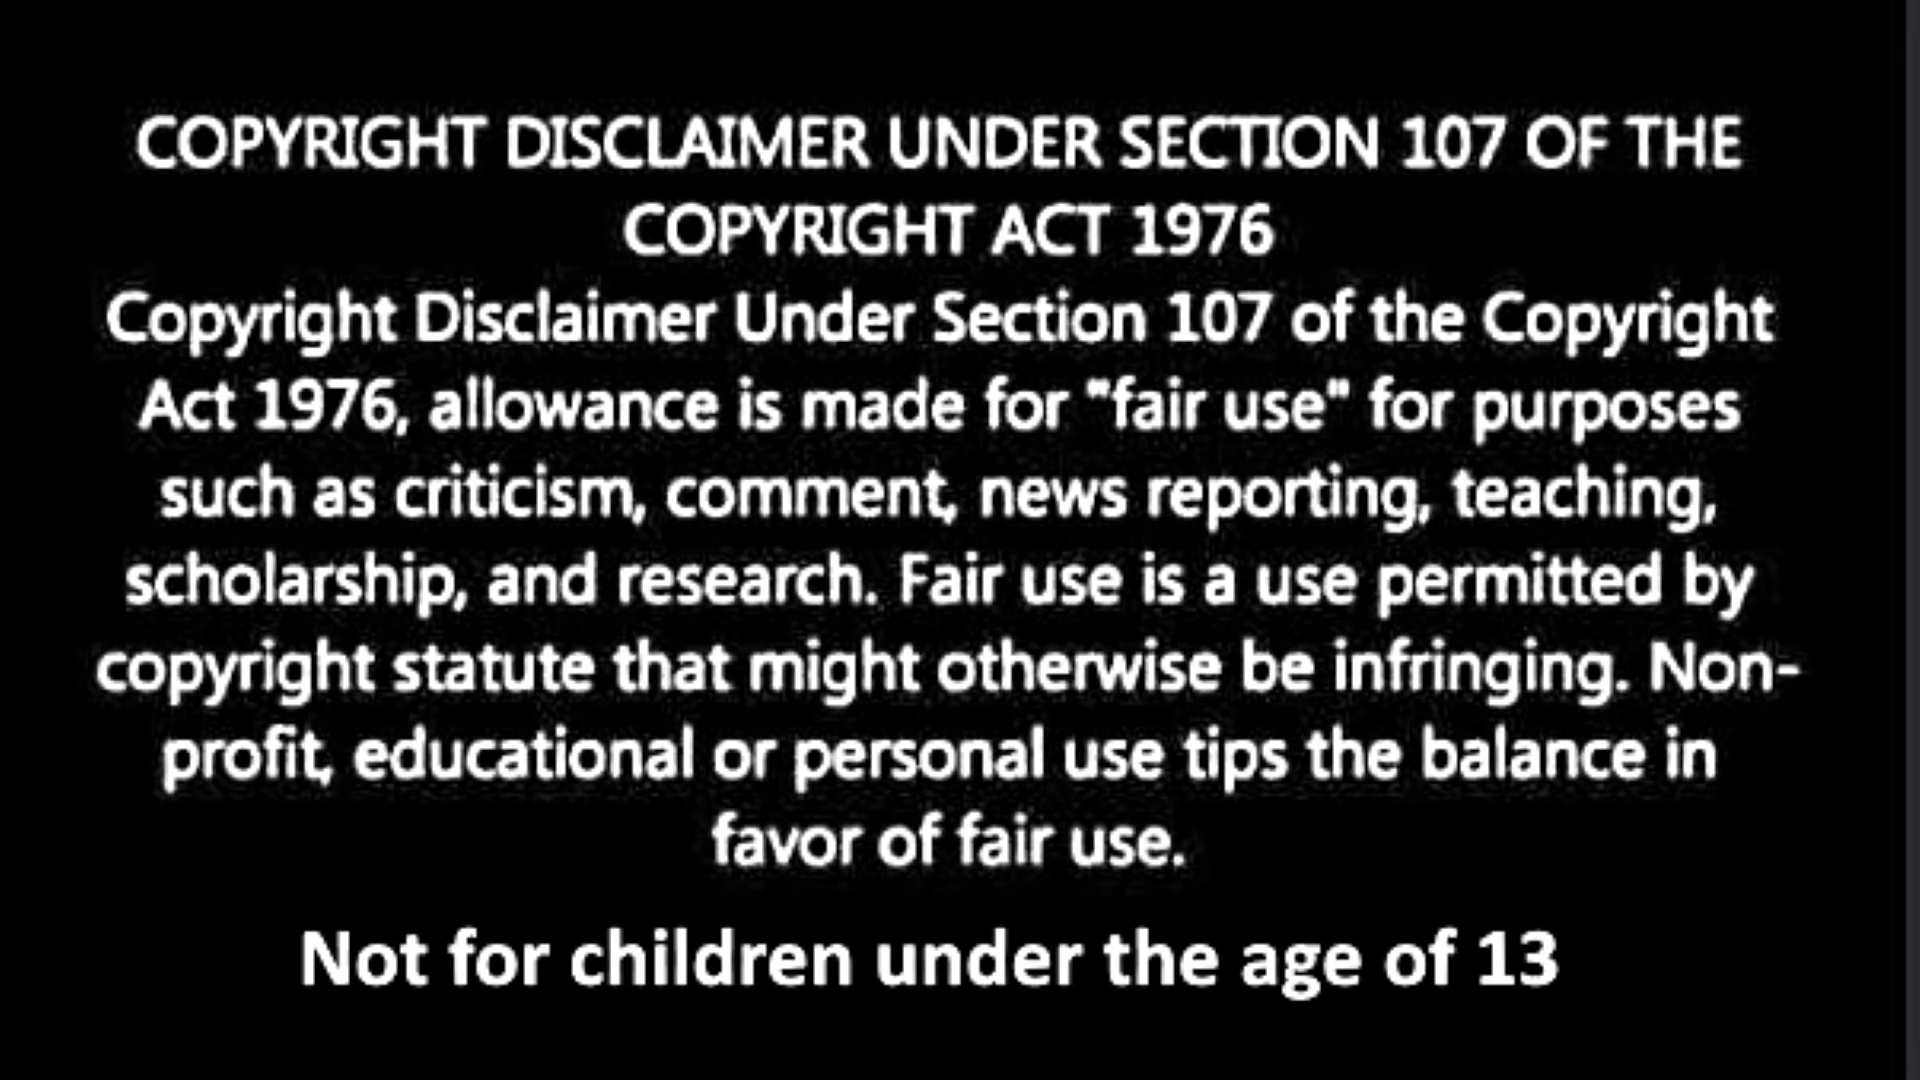 COPYRIGHT DISCLAIMER UNDER SECTION 107 OF THE
COPYRIGHT ACT 1976
Copyright Disclaimer Under Section 107 of the Copyright
Act 1976, allowance is made for "fair use" for purposes
such as criticism, comment, news reporting, teaching,
scholarship, and research. Fair use is a use permitted by
copyright statute that might otherwise be infringing. Non-
profit, educational or personal use tips the balance in
favor of fair use.
Not for children under the age of 13